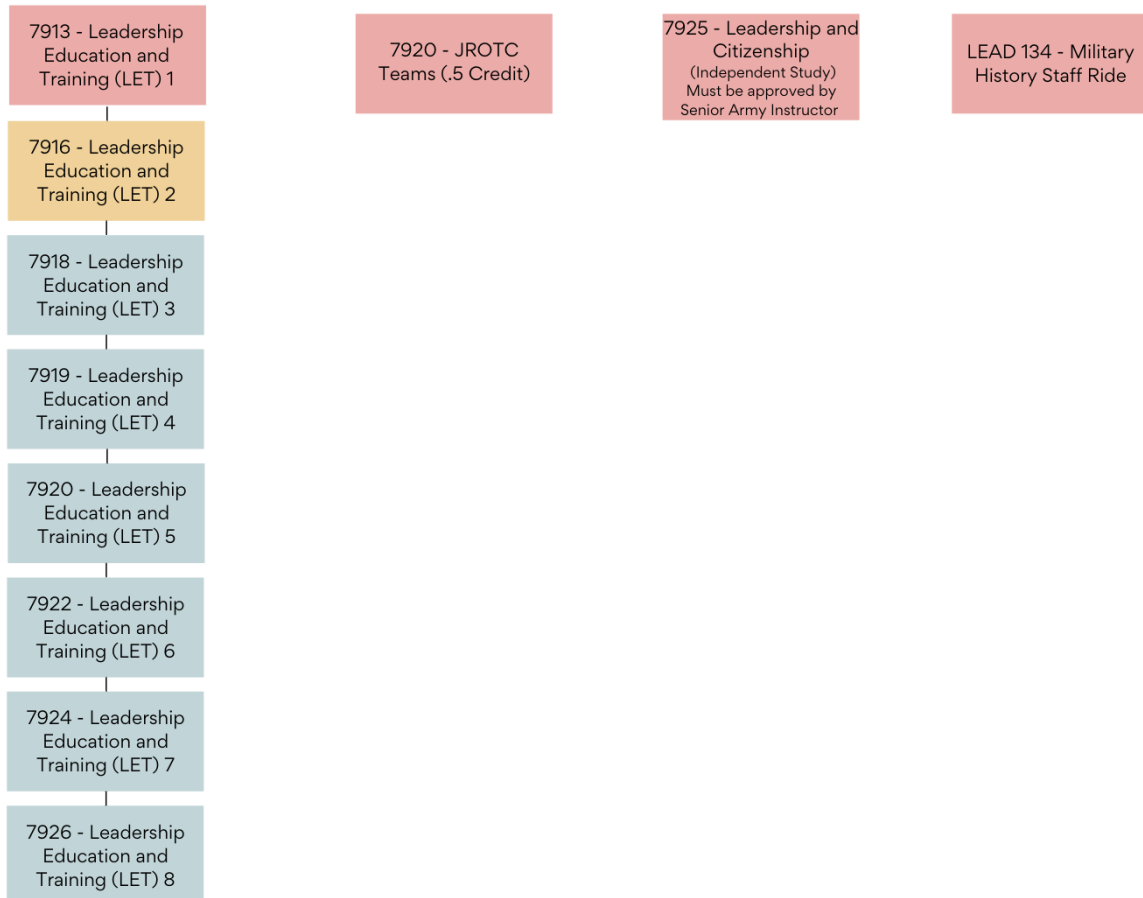 7913 - Leadership
Education and
Training (LET) 1
7920 - JROTC
Teams (.5 Credit)
7925 - Leadership and
Citizenship
(Independent Study)
Must be approved by
Senior Army Instructor
LEAD 134 - Military
History Staff Ride
7916 - Leadership
Education and
Training (LET) 2
7918 - Leadership
Education and
Training (LET) 3
7919 - Leadership
Education and
Training (LET) 4
7920 - Leadership
Education and
Training (LET) 5
7922 - Leadership
Education and
Training (LET) 6
7924 - Leadership
Education and
Training (LET) 7
7926 - Leadership
Education and
Training (LET) 8